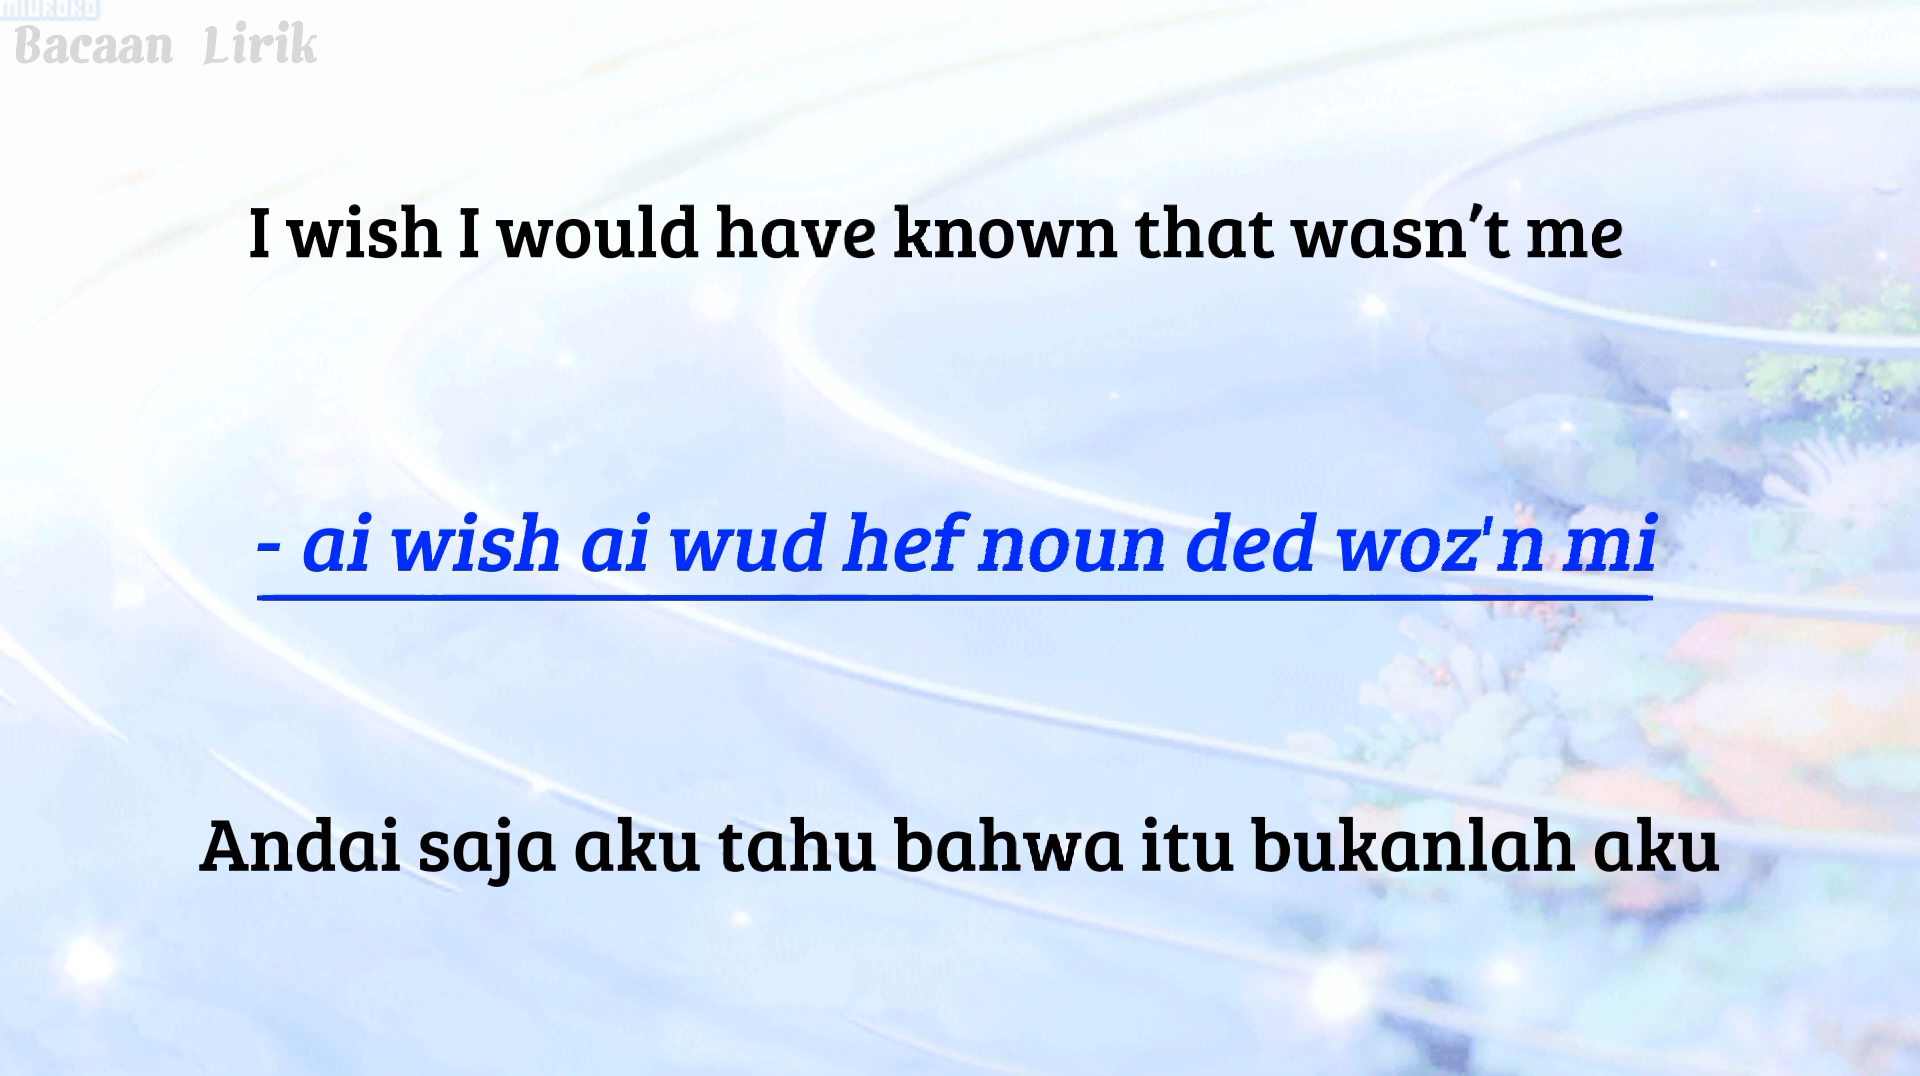 MIUROKO
Bacaan Lirik
I wish I would have known that wasn’t me
- ai wish ai wud hef noun ded woz'n mi
Andai saja aku tahu bahwa itu bukanlah aku